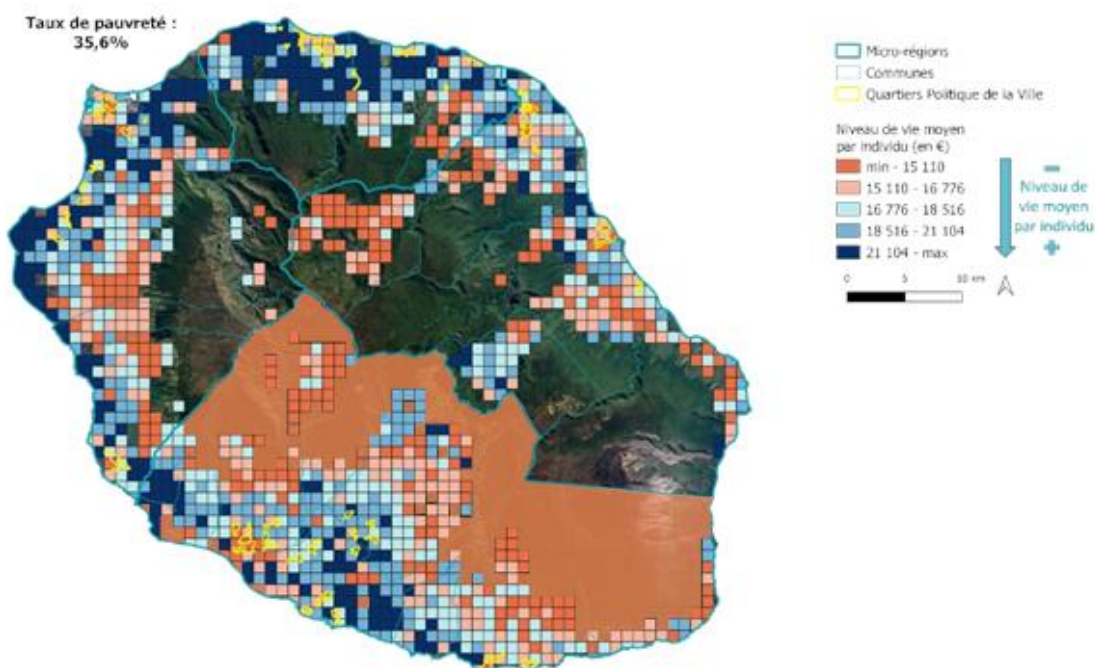 Taux de pauvreté :
35,6%
Micro-régions
Communes
Quartiers Politique de la Ville
Niveau de vie moyen
par individu (en €)
min - 15 110
15 110 - 16 776
16 776 - 18 516
18 516 - 21 104
21 104 - max
Niveau de
vie moyen
par individu
0 5 10 km